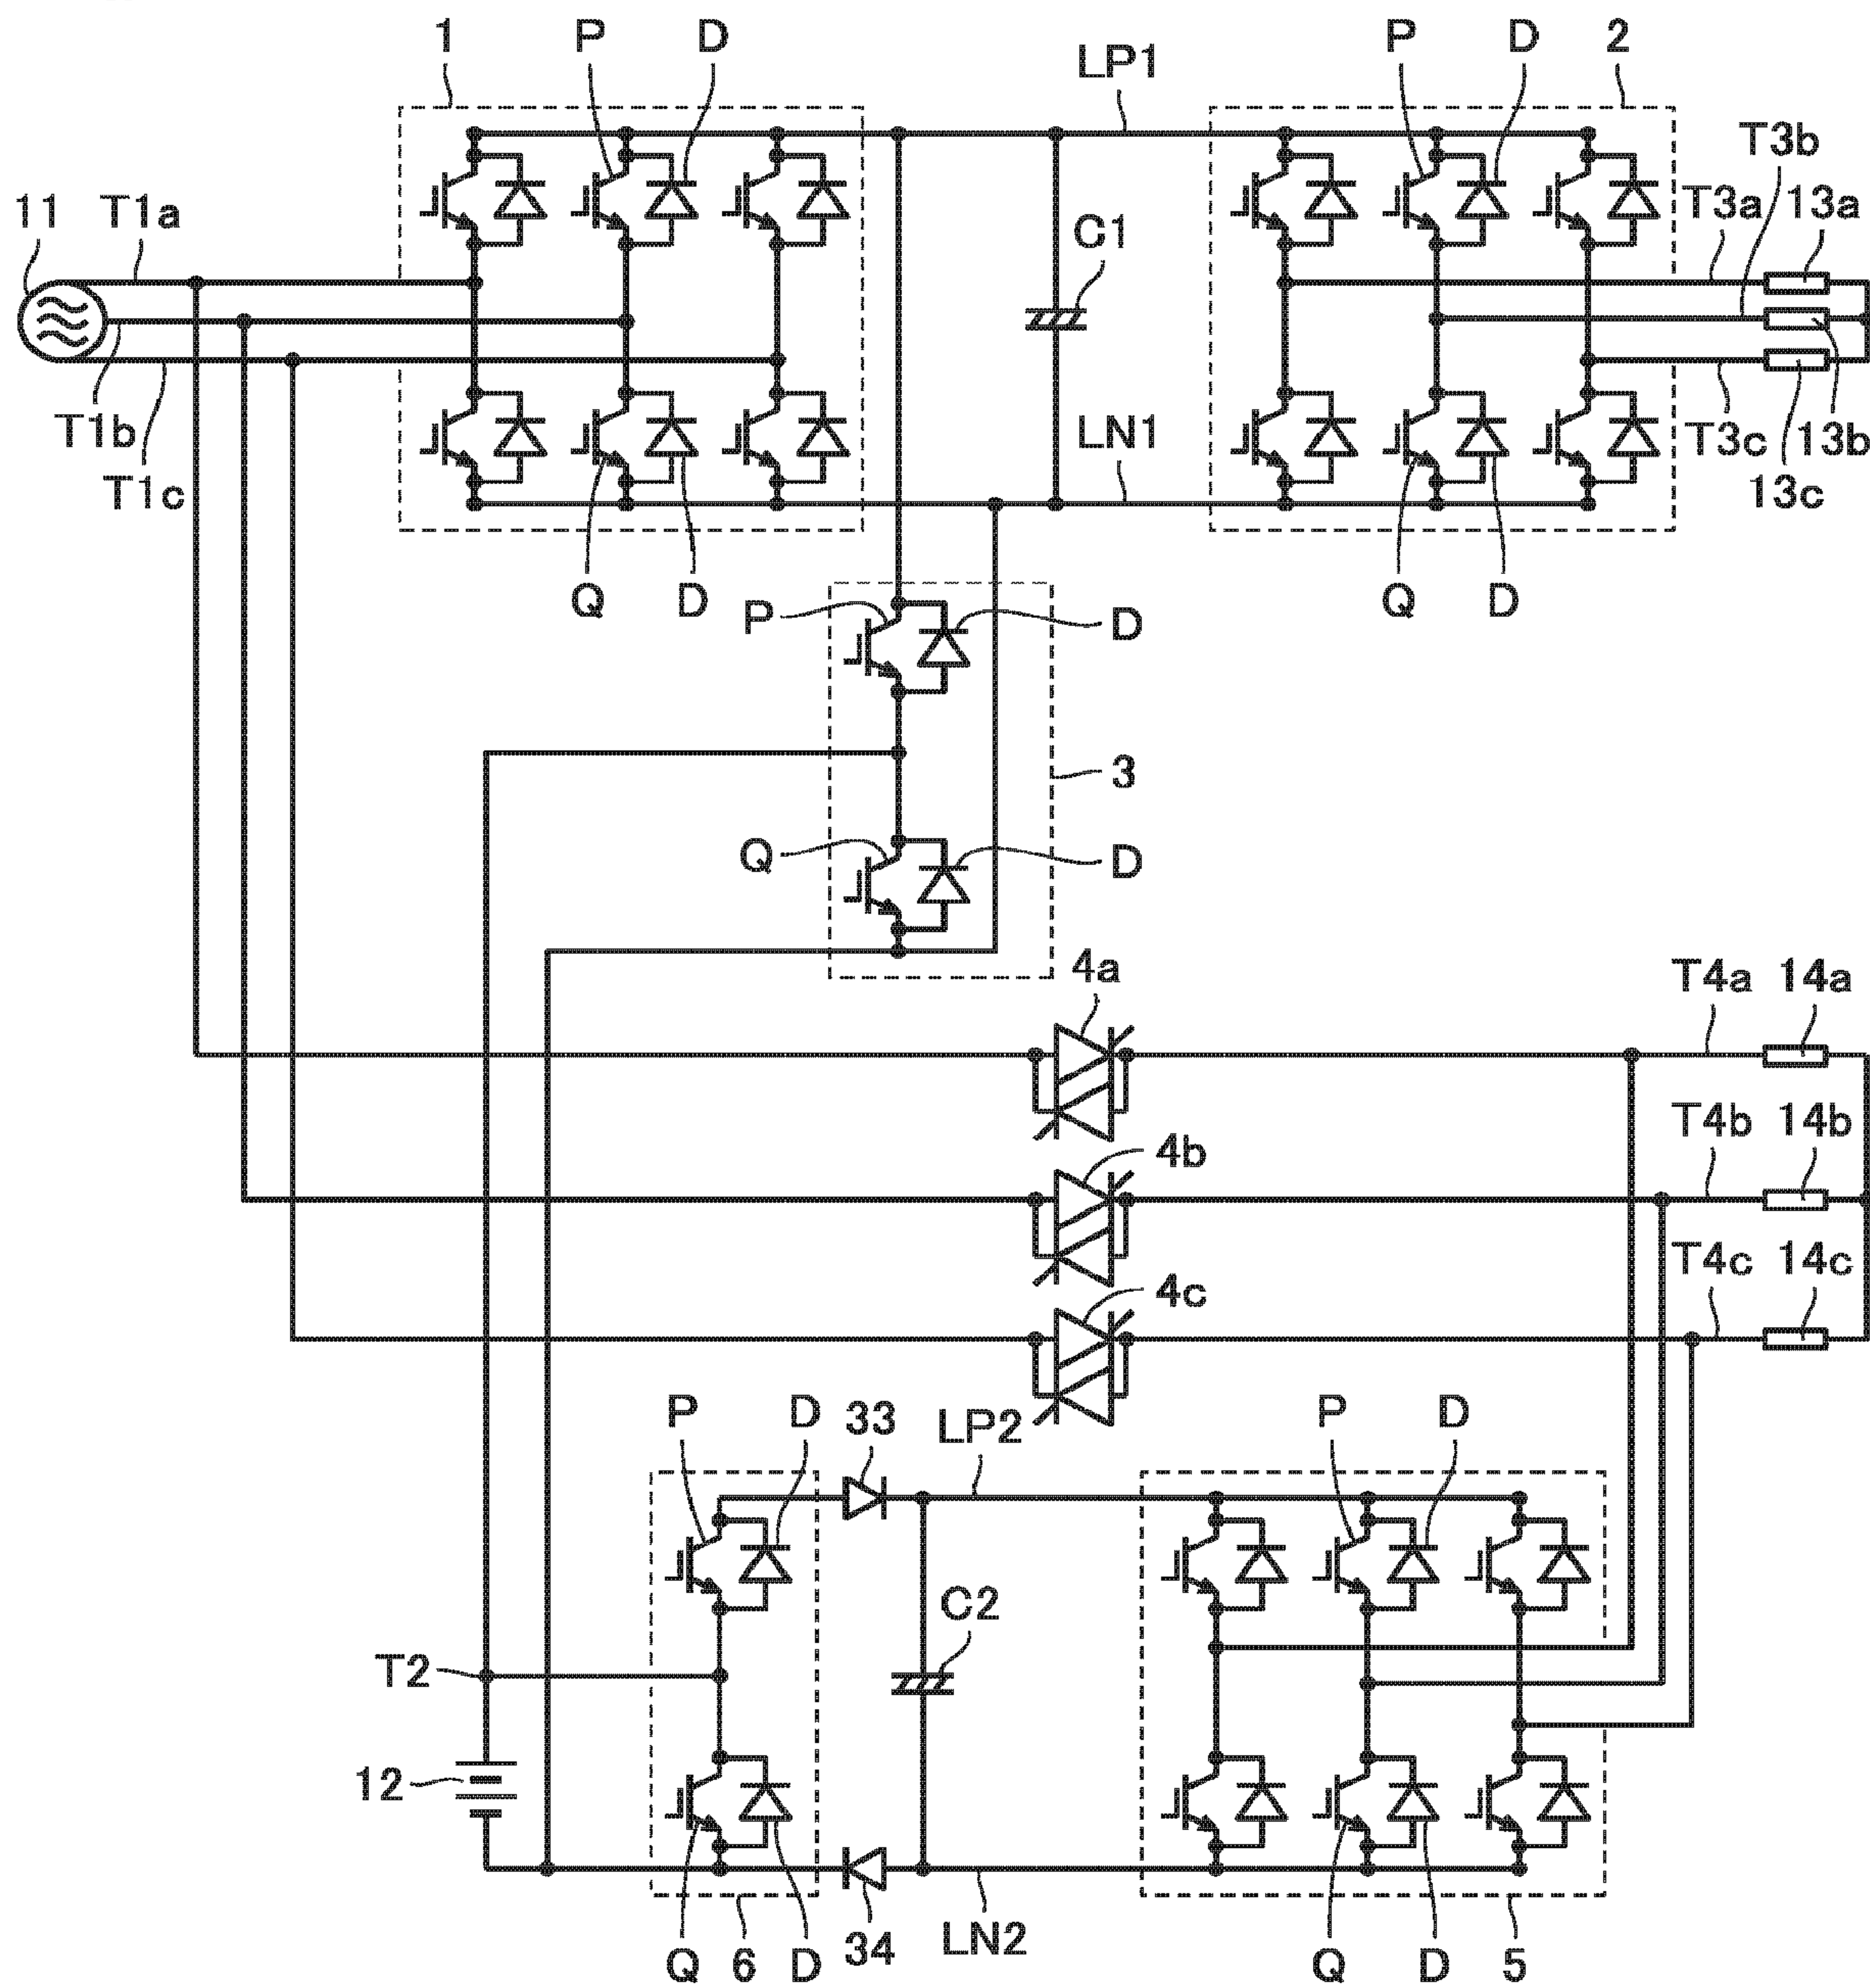 1 P D LP1 P D 2
T3b
11 T1a T3a 13a
C1
T1b LN1 T3c 13b
T1c 13c
Q D Q D
P D
3
Q D
4a T4a 14a
4b T4b 14b
4c T4c 14c
P D 33 LP2 P D
C2
T2
12
Q 6 D 34 LN2 Q D 5